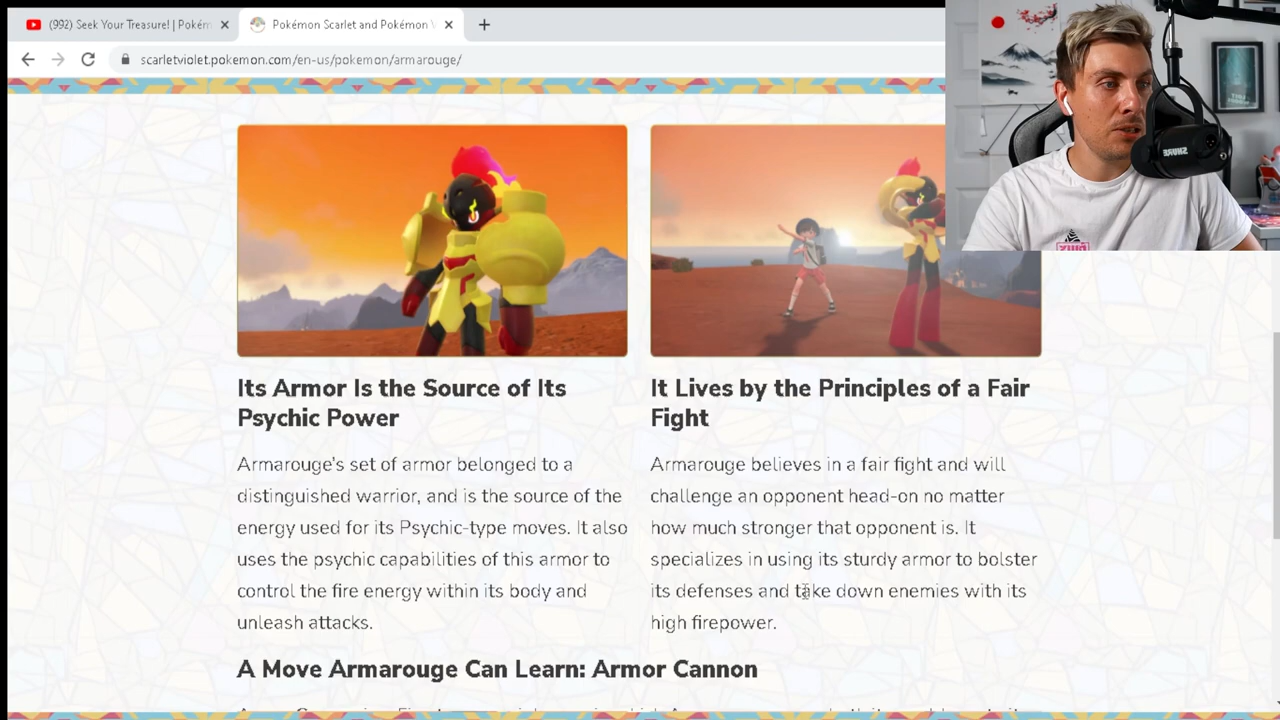 (992) Seek Your Treasure! | Pokém
Pokémon Scarlet and Pokémon V
scarletviolet.pokemon.com/en-us/pokemon/armarouge/
SHURE
Its Armor Is the Source of Its
Psychic Power
Armarouge's set of armor belonged to a
distinguished warrior, and is the source of the
energy used for its Psychic-type moves. It also
uses the psychic capabilities of this armor to
control the fire energy within its body and
unleash attacks.
It Lives by the Principles of a Fair
Fight
Armarouge believes in a fair fight and will
challenge an opponent head-on no matter
how much stronger that opponent is. It
specializes in using its sturdy armor to bolster
its defenses and take down enemies with its
high firepower.
A Move Armarouge Can Learn: Armor Cannon